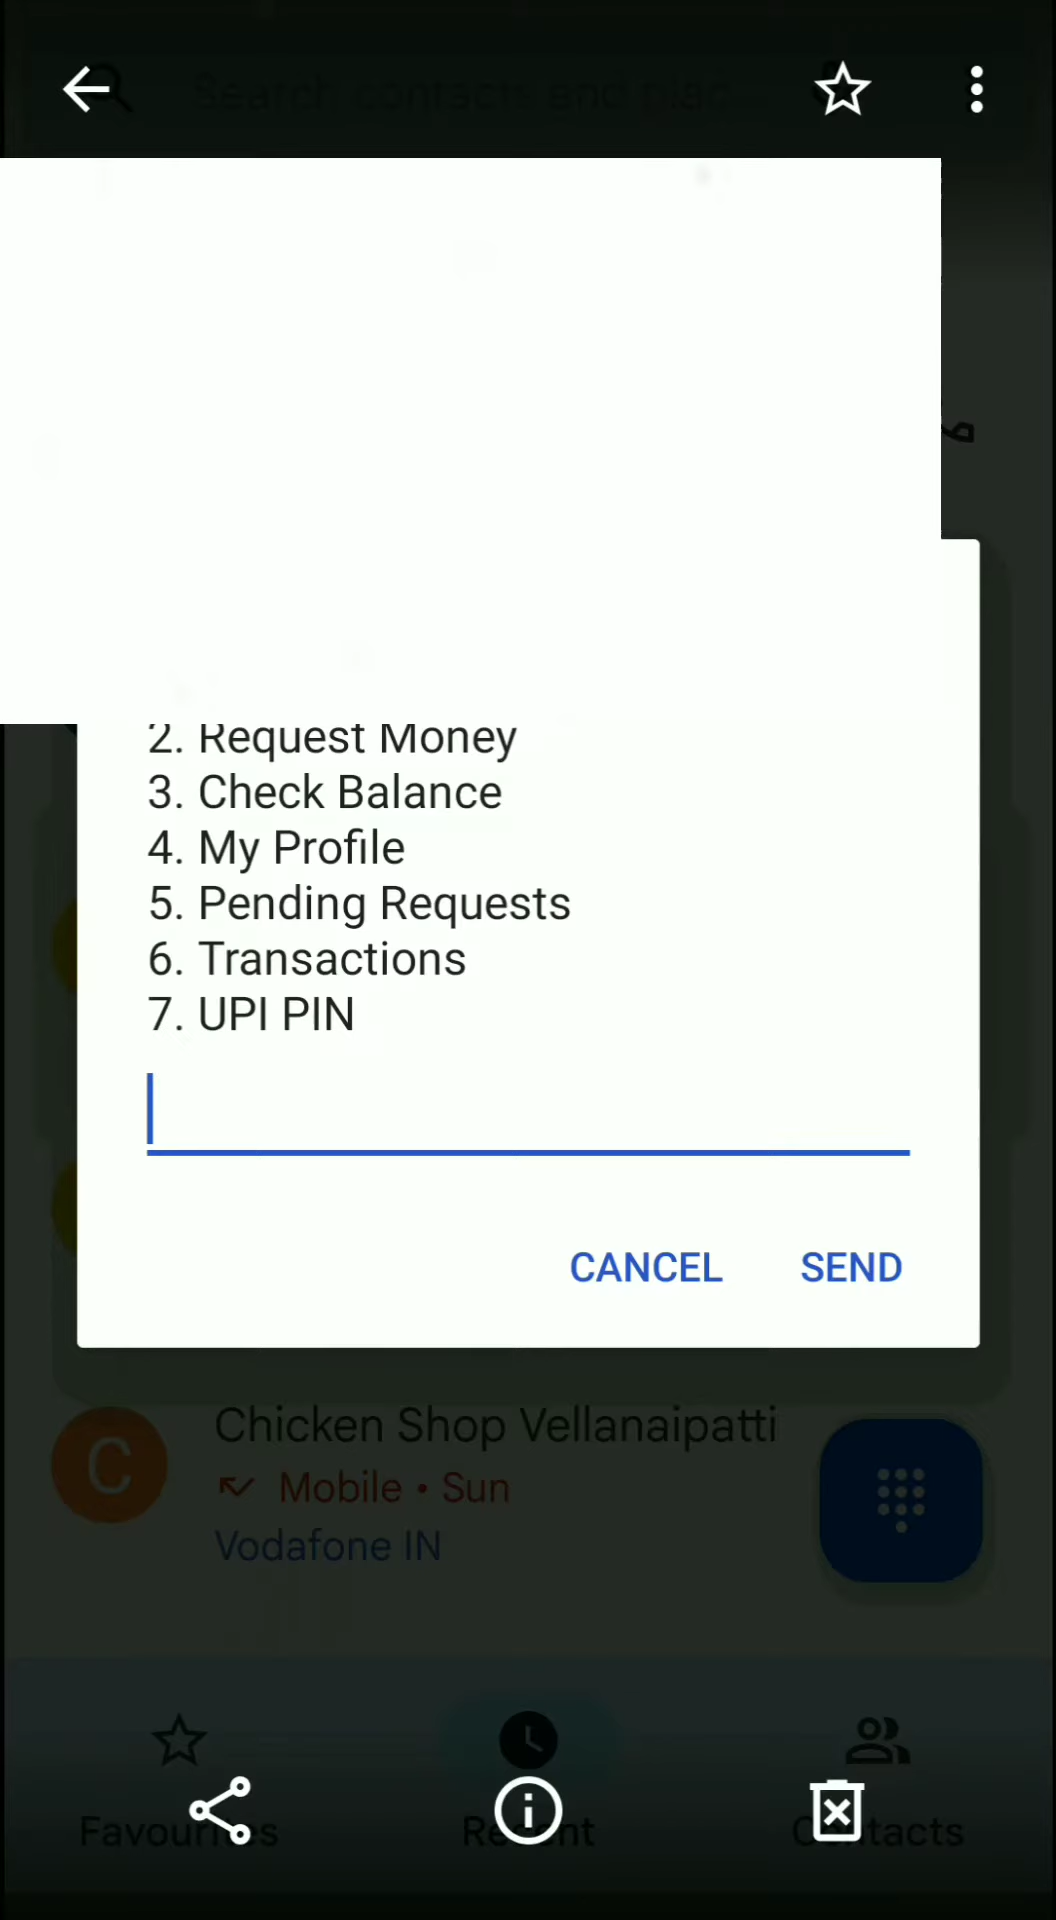 Search contacts and plac...
2. Request Money
3. Check Balance
4. My Profile
5. Pending Requests
6. Transactions
7. UPI PIN
CANCEL SEND
C
Chicken Shop Vellanaipatti
Mobile • Sun
Vodafone IN
Favourites Recent Contacts